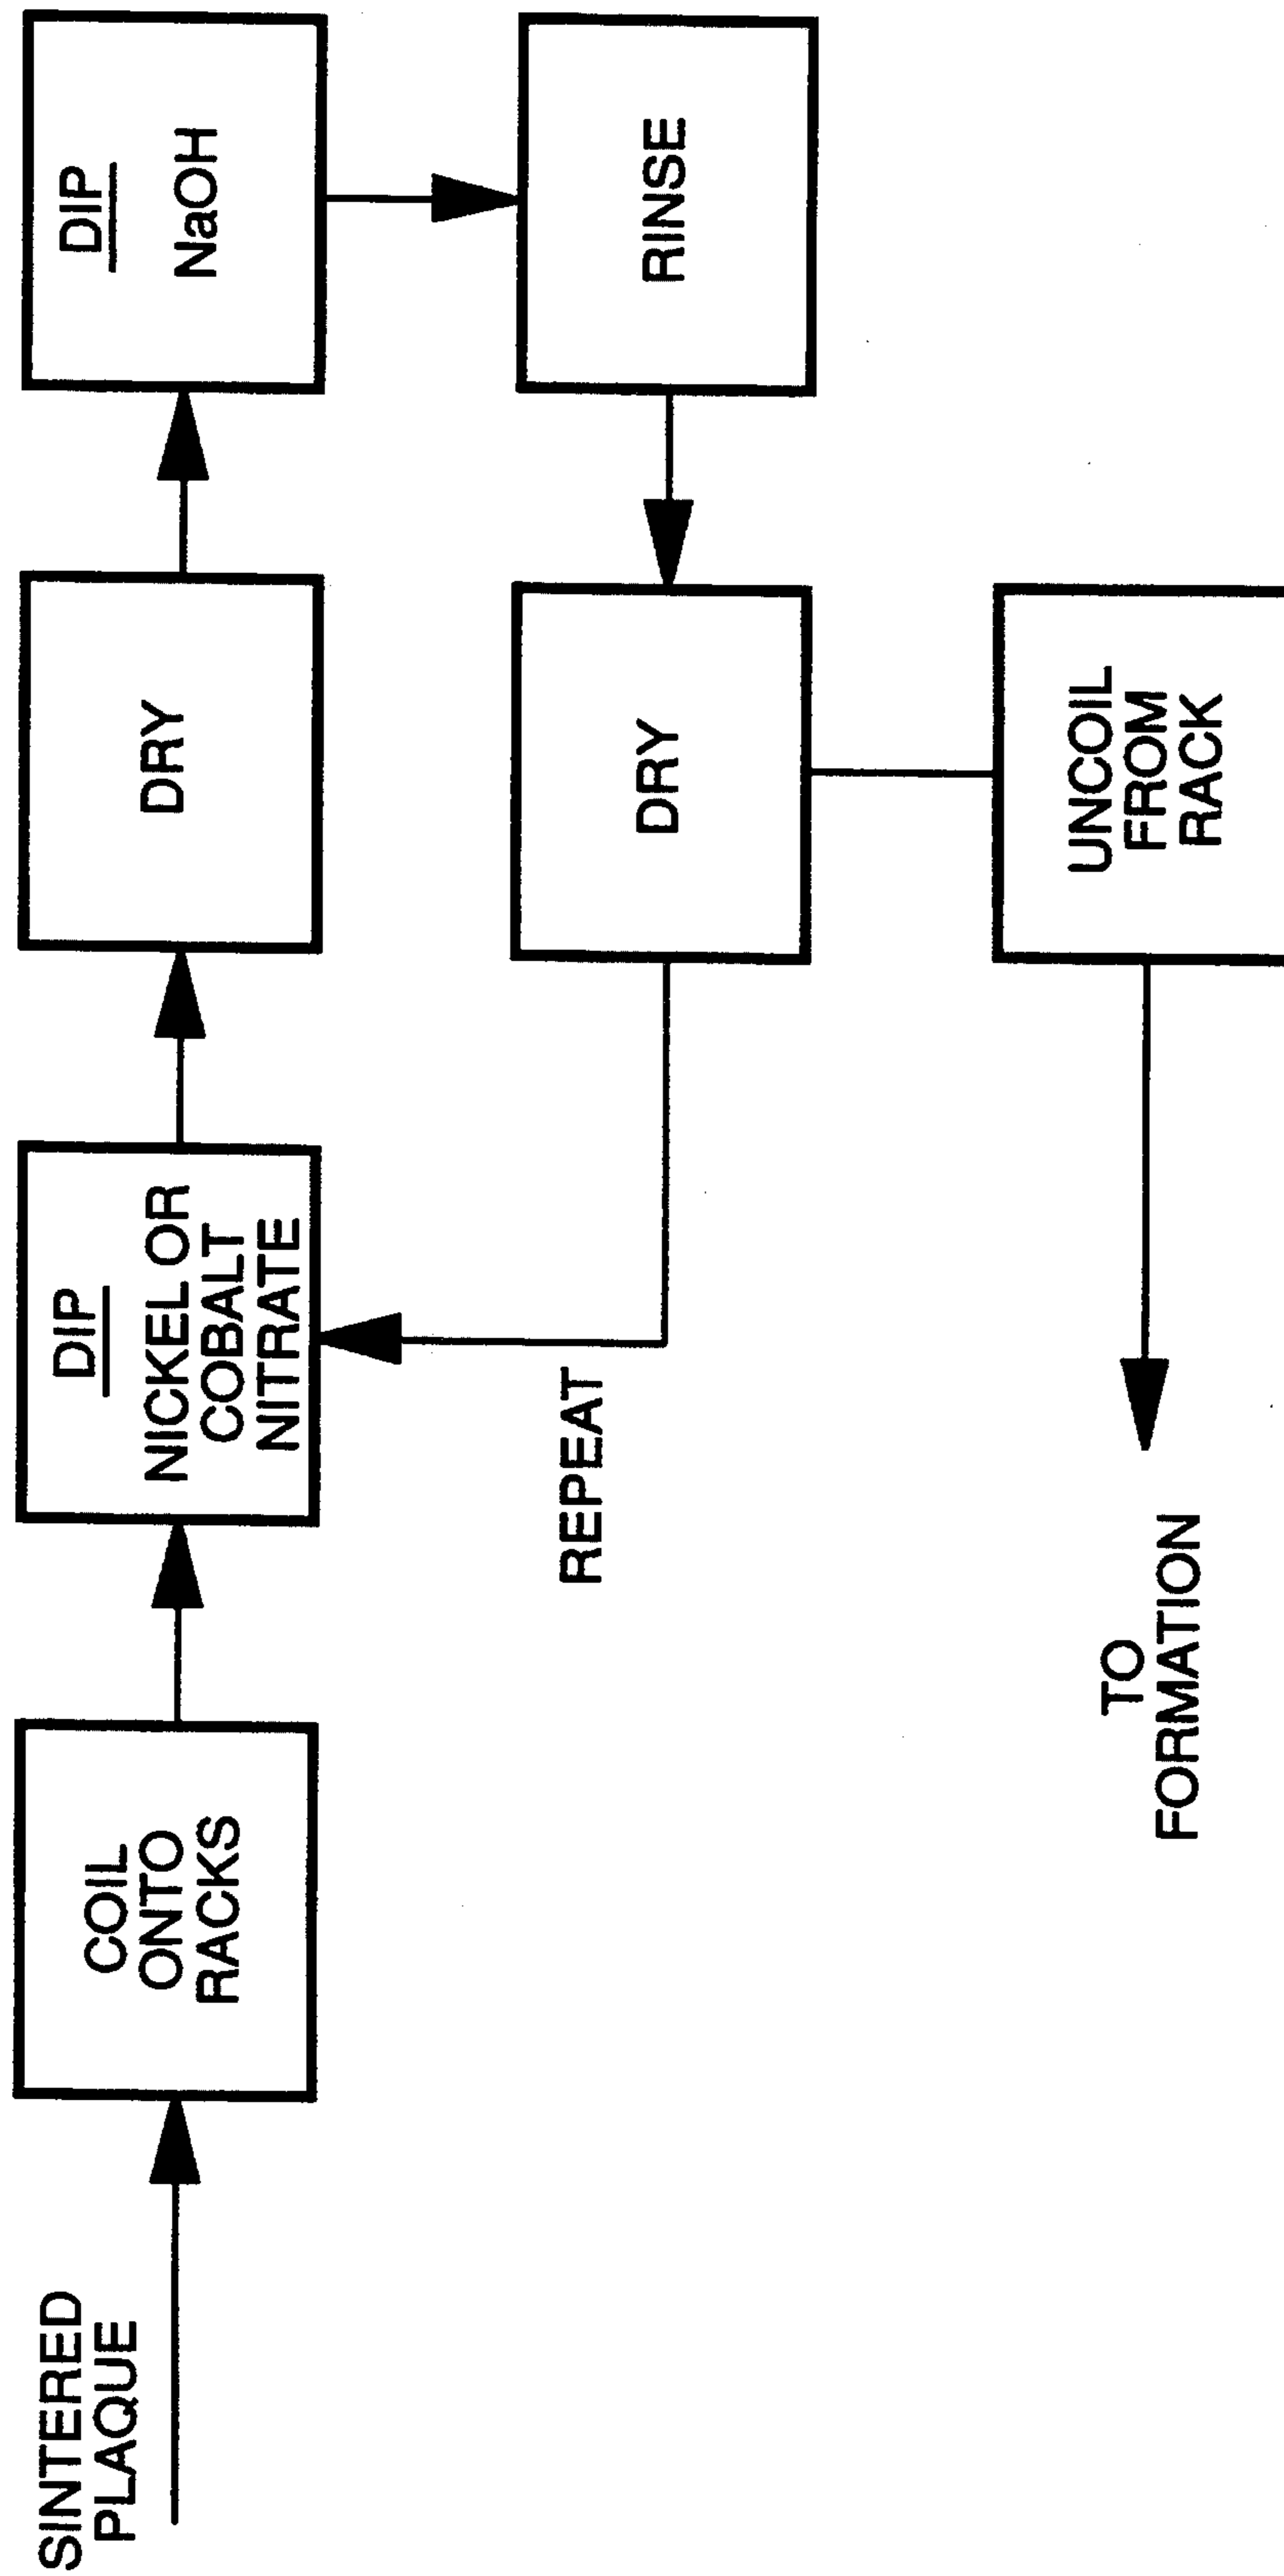 SINTERED
PLAQUE
COIL
ONTO
RACKS
DIP
NICKEL OR
COBALT
NITRATE
DRY
DIP
NaOH
RINSE
DRY
REPEAT
UNCOIL
FROM
RACK
TO
FORMATION